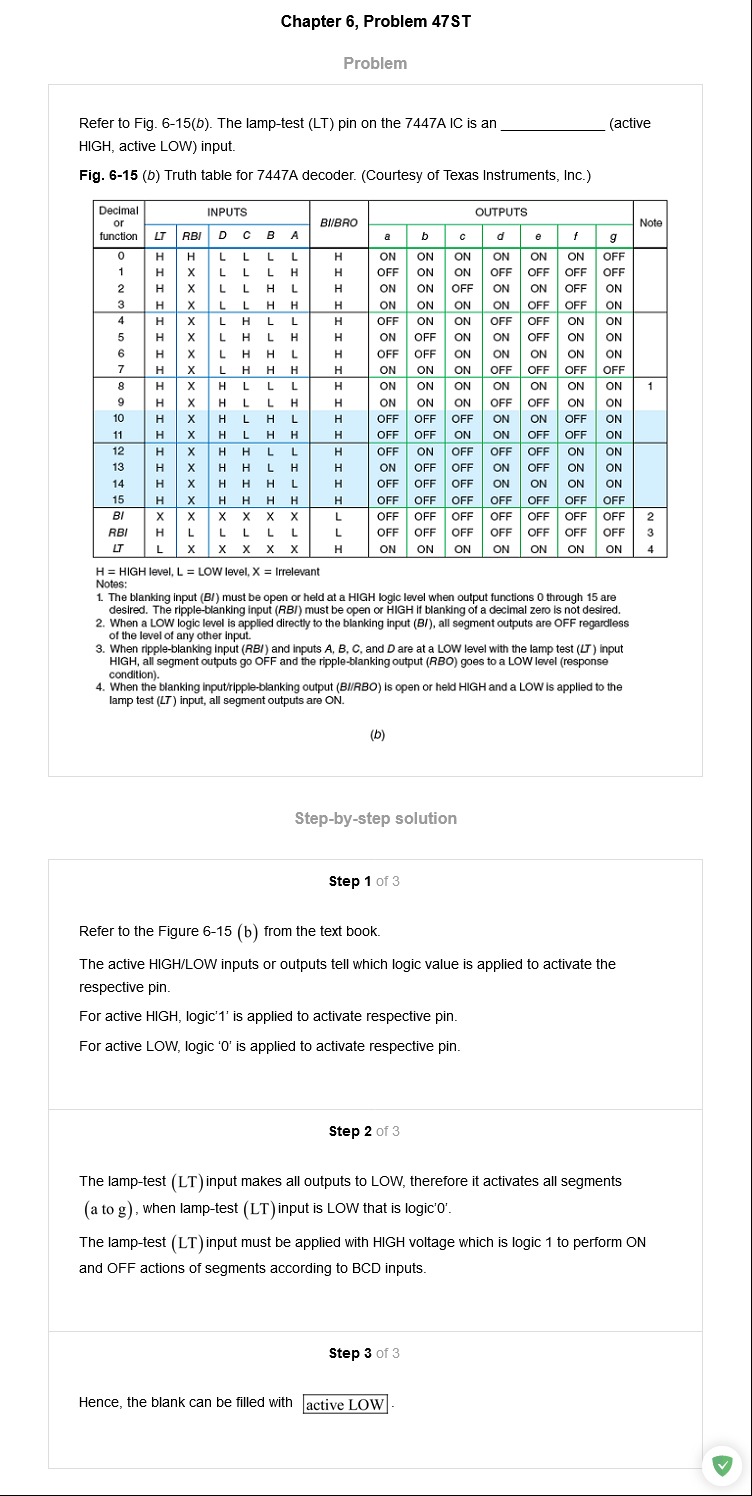 Chapter 6, Problem 47ST
Problem
Refer to Fig. 6-15(b). The lamp-test (LT) pin on the 7447A IC is an ______________ (active
HIGH, active LOW) input.
Fig. 6-15 (b) Truth table for 7447A decoder. (Courtesy of Texas Instruments, Inc.)
Decimal or function INPUTS BI/BRO OUTPUTS Note
LT RBI D C B A a b c d e f g
0 H H L L L L H ON ON ON ON ON ON OFF
1 H X L L L H H OFF ON ON OFF OFF OFF OFF
2 H X L L H L H ON ON OFF ON ON OFF ON
3 H X L L H H H ON ON ON ON OFF OFF ON
4 H X L H L L H OFF ON ON OFF OFF ON ON
5 H X L H L H H ON OFF ON ON OFF ON ON
6 H X L H H L H OFF OFF ON ON ON ON ON
7 H X L H H H H ON ON ON OFF OFF OFF OFF
8 H X H L L L H ON ON ON ON ON ON ON 1
9 H X H L L H H ON ON ON OFF OFF ON ON
10 H X H L H L H OFF OFF OFF ON ON OFF ON
11 H X H L H H H OFF OFF ON ON OFF OFF ON
12 H X H H L L H OFF ON OFF OFF OFF ON ON
13 H X H H L H H ON OFF OFF ON OFF ON ON
14 H X H H H L H OFF OFF OFF ON ON ON ON
15 H X H H H H H OFF OFF OFF OFF OFF OFF OFF
BI X X X X X X L OFF OFF OFF OFF OFF OFF OFF 2
RBI H L L L L L L OFF OFF OFF OFF OFF OFF OFF 3
LT L X X X X X H ON ON ON ON ON ON ON 4
H = HIGH level, L = LOW level, X = Irrelevant
Notes:
1. The blanking input (BI) must be open or held at a HIGH logic level when output functions 0 through 15 are
desired. The ripple-blanking input (RBI) must be open or HIGH if blanking of a decimal zero is not desired.
2. When a LOW logic level is applied directly to the blanking input (BI), all segment outputs are OFF regardless
of the level of any other input.
3. When ripple-blanking input (RBI) and inputs A, B, C, and D are at a LOW level with the lamp test (LT) input
HIGH, all segment outputs go OFF and the ripple-blanking output (RBO) goes to a LOW level (response
condition).
4. When the blanking input/ripple-blanking output (BI/RBO) is open or held HIGH and a LOW is applied to the
lamp test (LT) input, all segment outputs are ON.
(b)
Step-by-step solution
Step 1 of 3
Refer to the Figure 6-15 (b) from the text book.
The active HIGH/LOW inputs or outputs tell which logic value is applied to activate the
respective pin.
For active HIGH, logic'1' is applied to activate respective pin.
For active LOW, logic '0' is applied to activate respective pin.
Step 2 of 3
The lamp-test (LT) input makes all outputs to LOW, therefore it activates all segments
(a to g), when lamp-test (LT) input is LOW that is logic'0'.
The lamp-test (LT) input must be applied with HIGH voltage which is logic 1 to perform ON
and OFF actions of segments according to BCD inputs.
Step 3 of 3
Hence, the blank can be filled with active LOW.